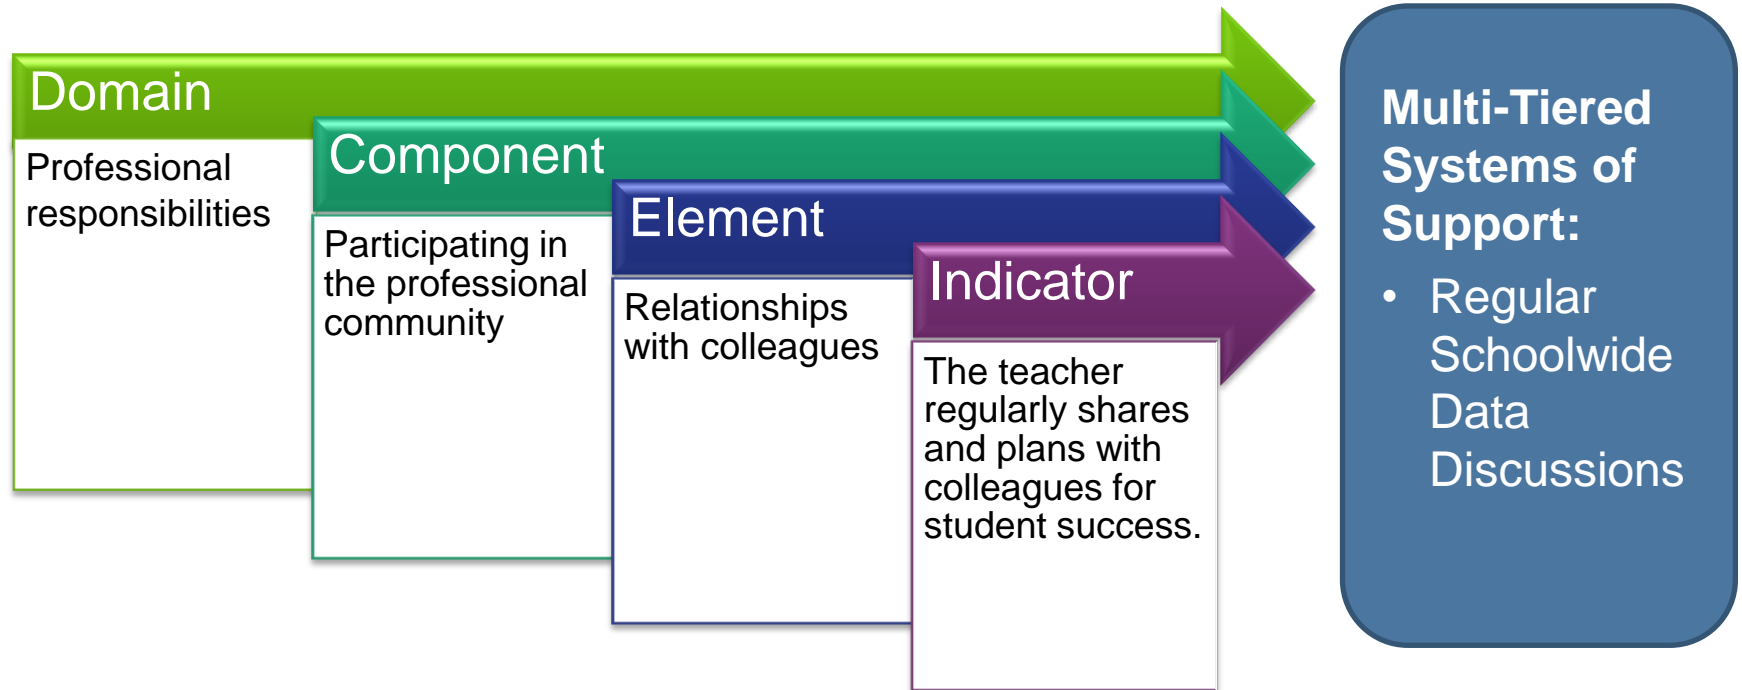 Domain
Professional
responsibilities
Component
Participating in
the professional
community
Element
Relationships
with colleagues
Indicator
The teacher
regularly shares
and plans with
colleagues for
student success.
Multi-Tiered
Systems of
Support:
• Regular
Schoolwide
Data
Discussions